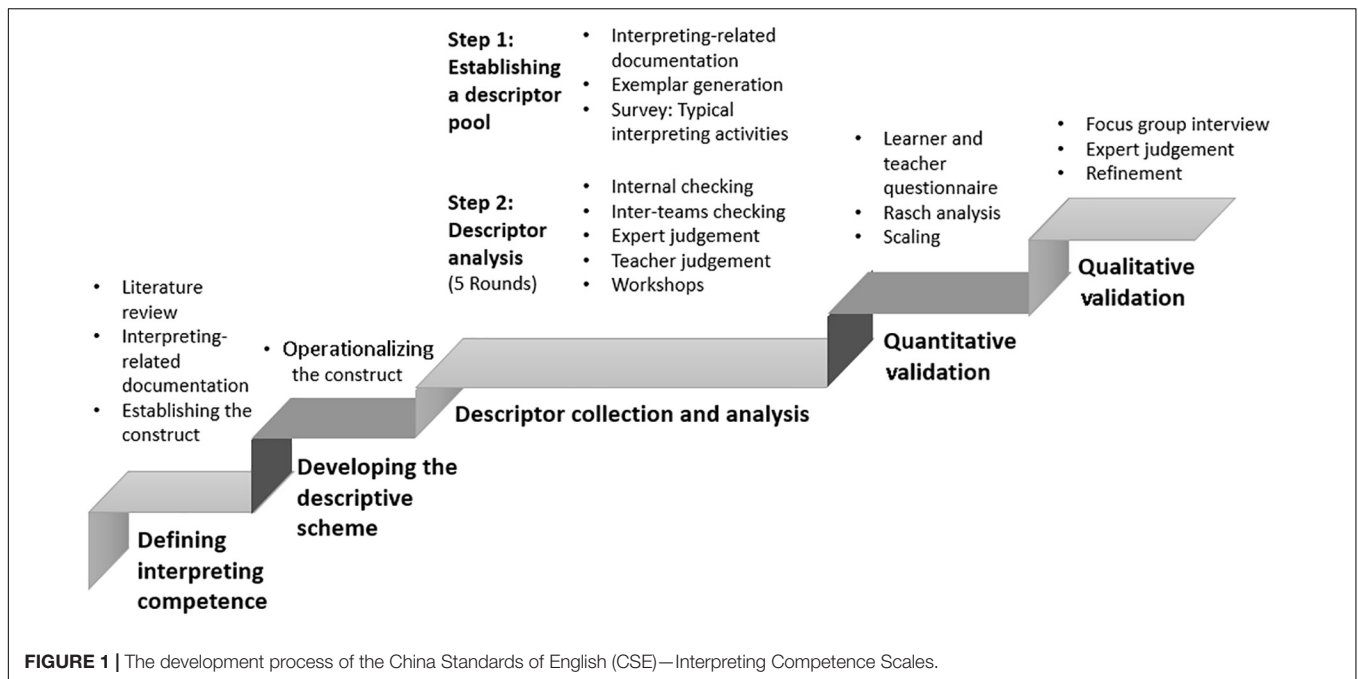 Step 1:
Establishing
a descriptor
pool
• Interpreting-related
documentation
• Exemplar generation
• Survey: Typical
interpreting activities
Step 2:
Descriptor
analysis
(5 Rounds)
• Internal checking
• Inter-teams checking
• Expert judgement
• Teacher judgement
• Workshops
• Literature
review
• Interpreting-
related
documentation
• Establishing the
construct
• Operationalizing
the construct
• Learner and
teacher
questionnaire
• Rasch analysis
• Scaling
• Focus group interview
• Expert judgement
• Refinement
Defining
interpreting
competence
Developing the
descriptive
scheme
Descriptor collection and analysis
Quantitative
validation
Qualitative
validation
FIGURE 1 | The development process of the China Standards of English (CSE)—Interpreting Competence Scales.